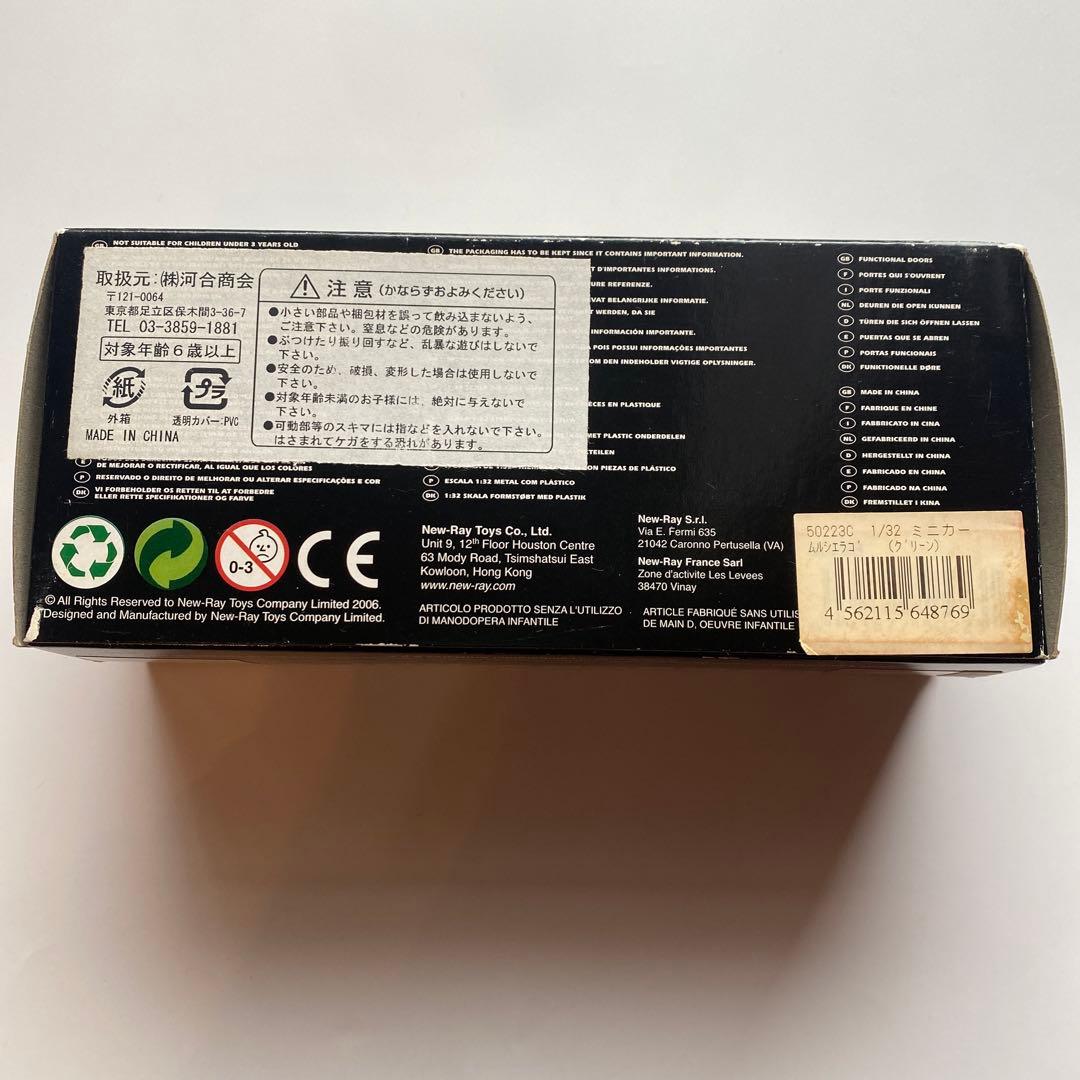 GB NOT SUITABLE FOR CHILDREN UNDER 3 YEARS OLD
取扱元:㈱河合商会
〒121-0064
東京都足立区保木間3-36-7
TEL 03-3859-1881
対象年齢6歳以上
紙
プラ
外箱
透明カバー:PVC
MADE IN CHINA
注意(かならずおよみください)
●小さい部品や梱包材を誤って飲み込まないよう、
ご注意下さい。窒息などの危険があります。
●ぶつけたり振り回すなど、乱暴な遊びはしないで
下さい。
●安全のため、破損、変形した場合は使用しないで
下さい。
●対象年齢未満のお子様には、絶対に与えないで
下さい。
●可動部等のスキマには指などを入れないで下さい。
はさまれてケガをする恐れがあります。
DE MEJORAR O RECTIFICAR, AL IGUAL QUE LOS COLORES
P RESERVADO O DIREITO DE MELHORAR OU ALTERAR ESPECIFICAÇÕES E COR
DK VI FORBEHOLDER OS RETTEN TIL AT FORBEDRE
ELLER RETTE SPECIFIKATIONER OG FARVE
GB THE PACKAGING HAS TO BE KEPT SINCE IT CONTAINS IMPORTANT INFORMATION.
T D'IMPORTANTES INFORMATIONS.
URE REFERENZE.
VAT BELANGRIJKE INFORMATIE.
T WERDEN, DA SIE
INFORMACIÓN IMPORTANTE.
POIS POSSUI INFORMAÇÕES IMPORTANTES
OM DEN INDEHOLDER VIGTIGE OPLYSNINGER.
ÈCES EN PLASTIQUE
MET PLASTIC ONDERDELEN
TEILEN
CON PIEZAS DE PLÁSTICO
P ESCALA 1:32 METAL COM PLÁSTICO
DK 1:32 SKALA FORMSTØBT MED PLASTIK
GB FUNCTIONAL DOORS
F PORTES QUI S'OUVRENT
I PORTE FUNZIONALI
NL DEUREN DIE OPEN KUNNEN
D TÜREN DIE SICH ÖFFNEN LASSEN
E PUERTAS QUE SE ABREN
P PORTAS FUNCIONAIS
DK FUNKTIONELLE DØRE
GB MADE IN CHINA
F FABRIQUE EN CHINE
I FABBRICATO IN CINA
NL GEFABRICEERD IN CHINA
D HERGESTELLT IN CHINA
E FABRICADO EN CHINA
P FABRICADO NA CHINA
DK FREMSTILLET I KINA
0-3
CE
© All Rights Reserved to New-Ray Toys Company Limited 2006.
Designed and Manufactured by New-Ray Toys Company Limited.
New-Ray Toys Co., Ltd.
Unit 9, 12th Floor Houston Centre
63 Mody Road, Tsimshatsui East
Kowloon, Hong Kong
www.new-ray.com
ARTICOLO PRODOTTO SENZA L'UTILIZZO
DI MANODOPERA INFANTILE
New-Ray S.r.l.
Via E. Fermi 635
21042 Caronno Pertusella (VA)
New-Ray France Sarl
Zone d'activite Les Levees
38470 Vinay
ARTICLE FABRIQUÉ SANS UTILIS
DE MAIN D, OEUVRE INFANTILE
50223C 1/32 ミニカー
ムルシエラゴ (グリーン)
4 562115 648769